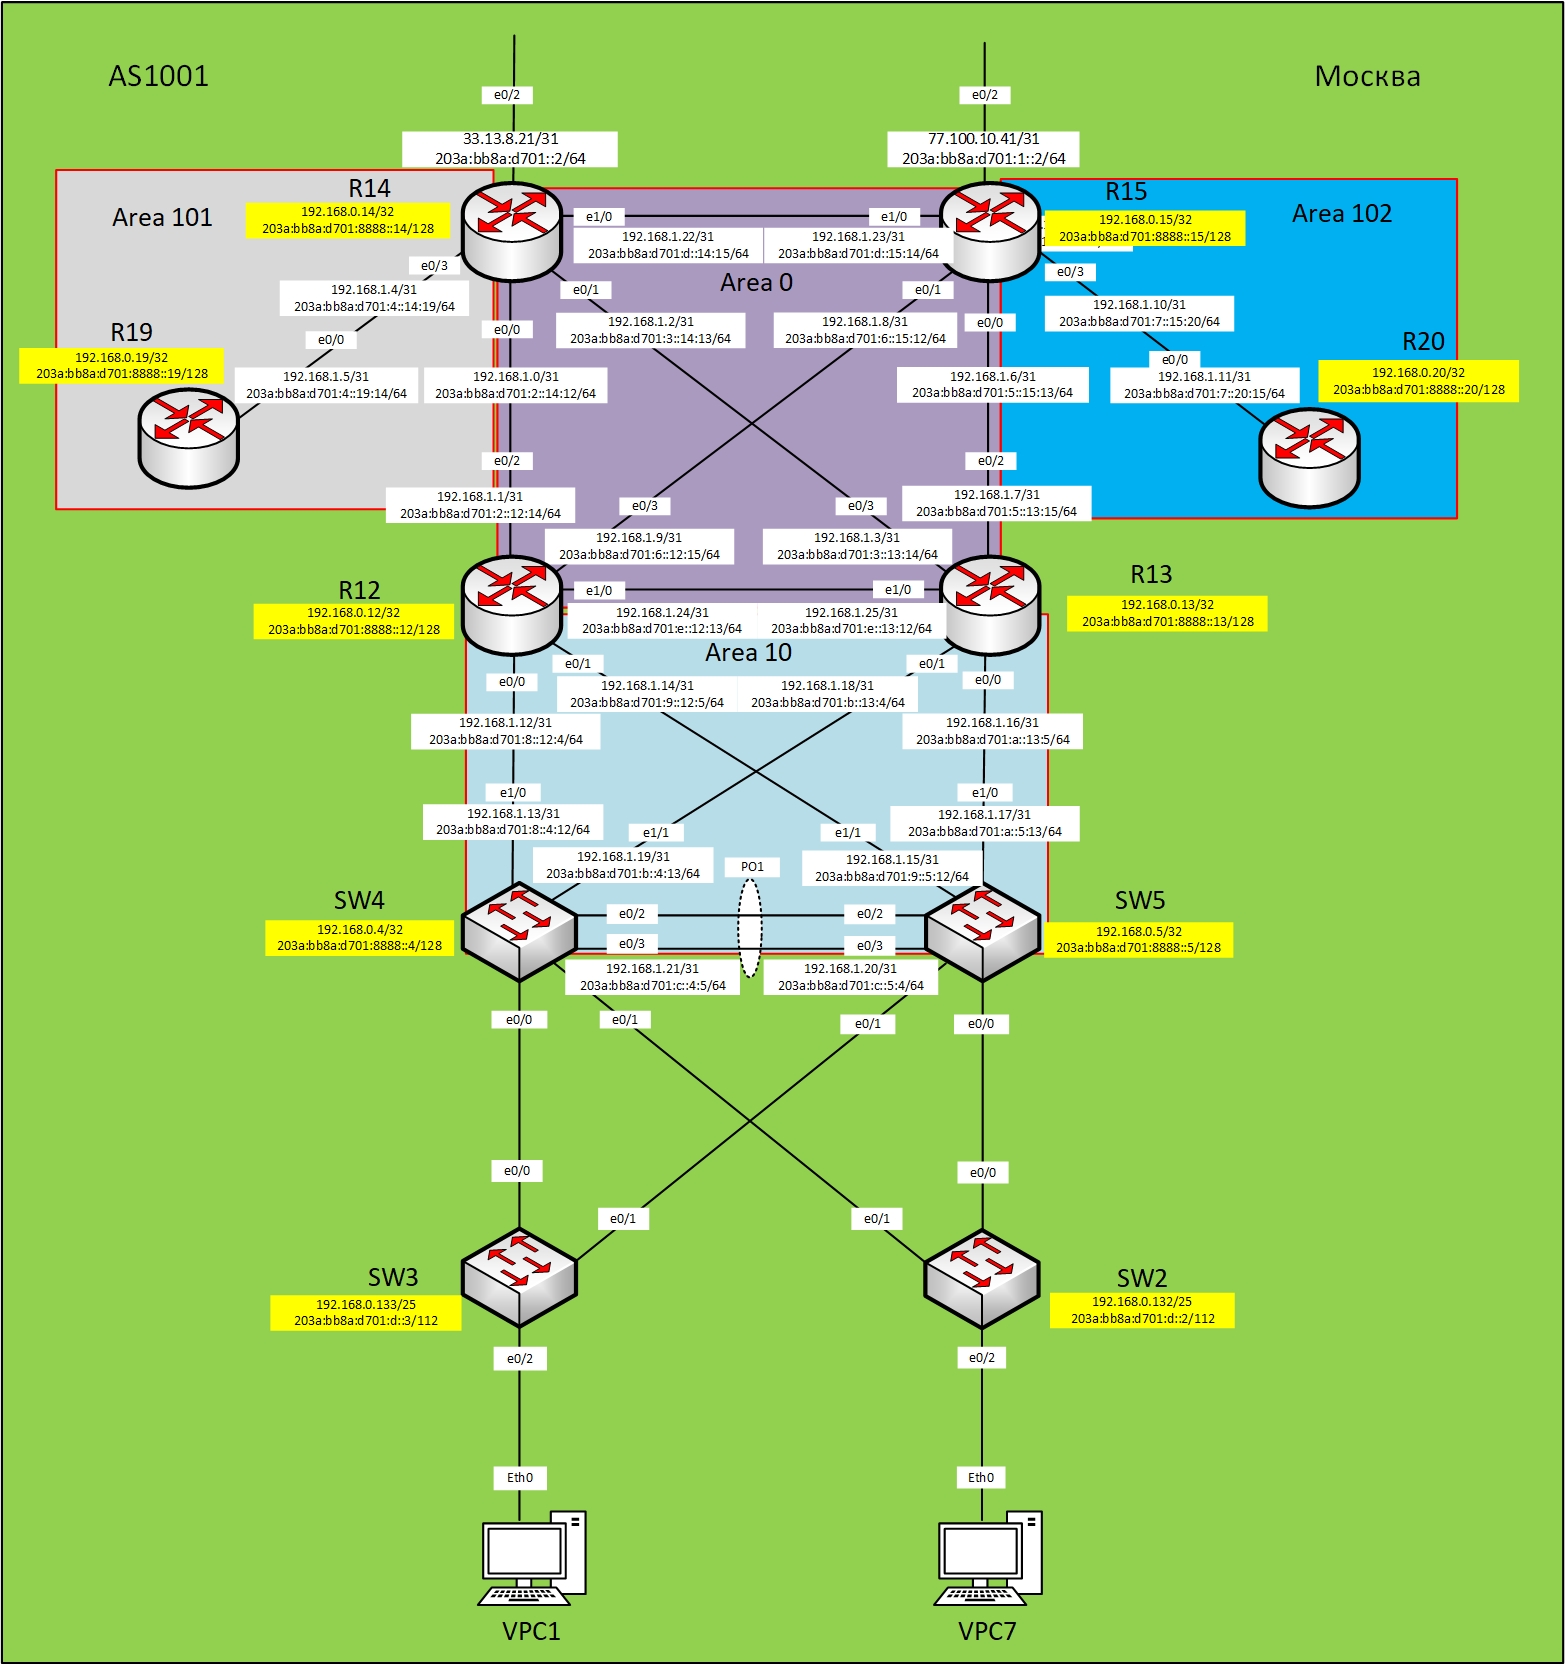 AS1001
Москва
e0/2
e0/2
33.13.8.21/31
203a:bb8a:d701::2/64
77.100.10.41/31
203a:bb8a:d701:1::2/64
R14
192.168.0.14/32
203a:bb8a:d701:8888::14/128
Area 101
R15
192.168.0.15/32
203a:bb8a:d701:8888::15/128
Area 102
e1/0
e1/0
192.168.1.22/31
203a:bb8a:d701:d::14:15/64
192.168.1.23/31
203a:bb8a:d701:d::15:14/64
Area 0
e0/3
192.168.1.4/31
203a:bb8a:d701:4::14:19/64
e0/3
192.168.1.10/31
203a:bb8a:d701:7::15:20/64
e0/1
e0/1
e0/0
192.168.1.2/31
203a:bb8a:d701:3::14:13/64
192.168.1.8/31
203a:bb8a:d701:6::15:12/64
e0/0
R19
e0/0
192.168.0.19/32
203a:bb8a:d701:8888::19/128
R20
e0/0
192.168.0.20/32
203a:bb8a:d701:8888::20/128
192.168.1.5/31
203a:bb8a:d701:4::19:14/64
192.168.1.0/31
203a:bb8a:d701:2::14:12/64
192.168.1.6/31
203a:bb8a:d701:5::15:13/64
192.168.1.11/31
203a:bb8a:d701:7::20:15/64
e0/2
e0/2
192.168.1.1/31
203a:bb8a:d701:2::12:14/64
e0/3
e0/3
192.168.1.7/31
203a:bb8a:d701:5::13:15/64
192.168.1.9/31
203a:bb8a:d701:6::12:15/64
192.168.1.3/31
203a:bb8a:d701:3::13:14/64
R12
192.168.0.12/32
203a:bb8a:d701:8888::12/128
e1/0
e1/0
R13
192.168.0.13/32
203a:bb8a:d701:8888::13/128
192.168.1.24/31
203a:bb8a:d701:e::12:13/64
192.168.1.25/31
203a:bb8a:d701:e::13:12/64
Area 10
e0/1
e0/1
e0/0
e0/0
192.168.1.14/31
203a:bb8a:d701:9::12:5/64
192.168.1.18/31
203a:bb8a:d701:b::13:4/64
192.168.1.12/31
203a:bb8a:d701:8::12:4/64
192.168.1.16/31
203a:bb8a:d701:a::13:5/64
e1/0
e1/0
192.168.1.13/31
203a:bb8a:d701:8::4:12/64
e1/1
e1/1
192.168.1.17/31
203a:bb8a:d701:a::5:13/64
192.168.1.19/31
203a:bb8a:d701:b::4:13/64
PO1
192.168.1.15/31
203a:bb8a:d701:9::5:12/64
SW4
192.168.0.4/32
203a:bb8a:d701:8888::4/128
e0/2
e0/2
e0/3
e0/3
SW5
192.168.0.5/32
203a:bb8a:d701:8888::5/128
192.168.1.21/31
203a:bb8a:d701:c::4:5/64
192.168.1.20/31
203a:bb8a:d701:c::5:4/64
e0/0
e0/1
e0/1
e0/0
e0/0
e0/0
e0/1
e0/1
SW3
192.168.0.133/25
203a:bb8a:d701:d::3/112
SW2
192.168.0.132/25
203a:bb8a:d701:d::2/112
e0/2
e0/2
Eth0
Eth0
VPC1
VPC7